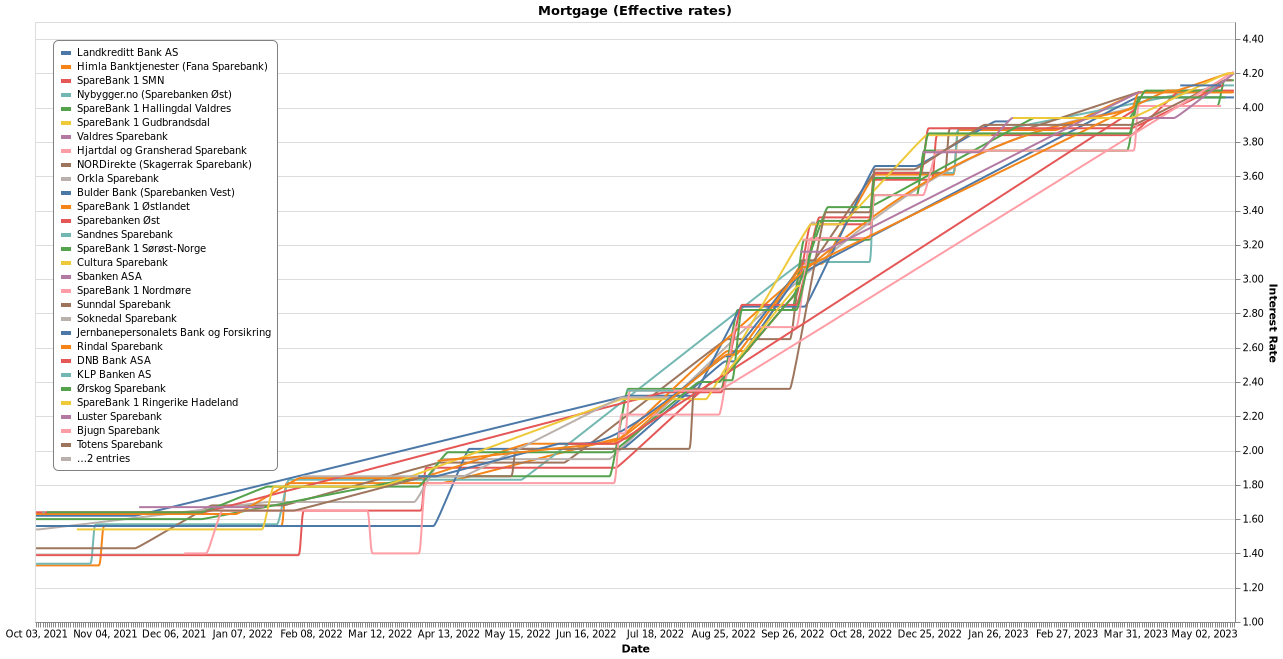 Mortgage (Effective rates)
Landkreditt Bank AS
Himla Banktjenester (Fana Sparebank)
SpareBank 1 SMN
Nybygger.no (Sparebanken Øst)
SpareBank 1 Hallingdal Valdres
SpareBank 1 Gudbrandsdal
Valdres Sparebank
Hjartdal og Gransherad Sparebank
NORDirekte (Skagerrak Sparebank)
Orkla Sparebank
Bulder Bank (Sparebanken Vest)
SpareBank 1 Østlandet
Sparebanken Øst
Sandnes Sparebank
SpareBank 1 Sørøst-Norge
Cultura Sparebank
Sbanken ASA
SpareBank 1 Nordmøre
Sunndal Sparebank
Soknedal Sparebank
Jernbanepersonalets Bank og Forsikring
Rindal Sparebank
DNB Bank ASA
KLP Banken AS
Ørskog Sparebank
SpareBank 1 Ringerike Hadeland
Luster Sparebank
Bjugn Sparebank
Totens Sparebank
...2 entries
4.40
4.20
4.00
3.80
3.60
3.40
3.20
3.00
2.80
2.60
2.40
2.20
2.00
1.80
1.60
1.40
1.20
1.00
Interest Rate
Oct 03, 2021 Nov 04, 2021 Dec 06, 2021 Jan 07, 2022 Feb 08, 2022 Mar 12, 2022 Apr 13, 2022 May 15, 2022 Jun 16, 2022 Jul 18, 2022 Aug 25, 2022 Sep 26, 2022 Oct 28, 2022 Dec 25, 2022 Jan 26, 2023 Feb 27, 2023 Mar 31, 2023 May 02, 2023
Date